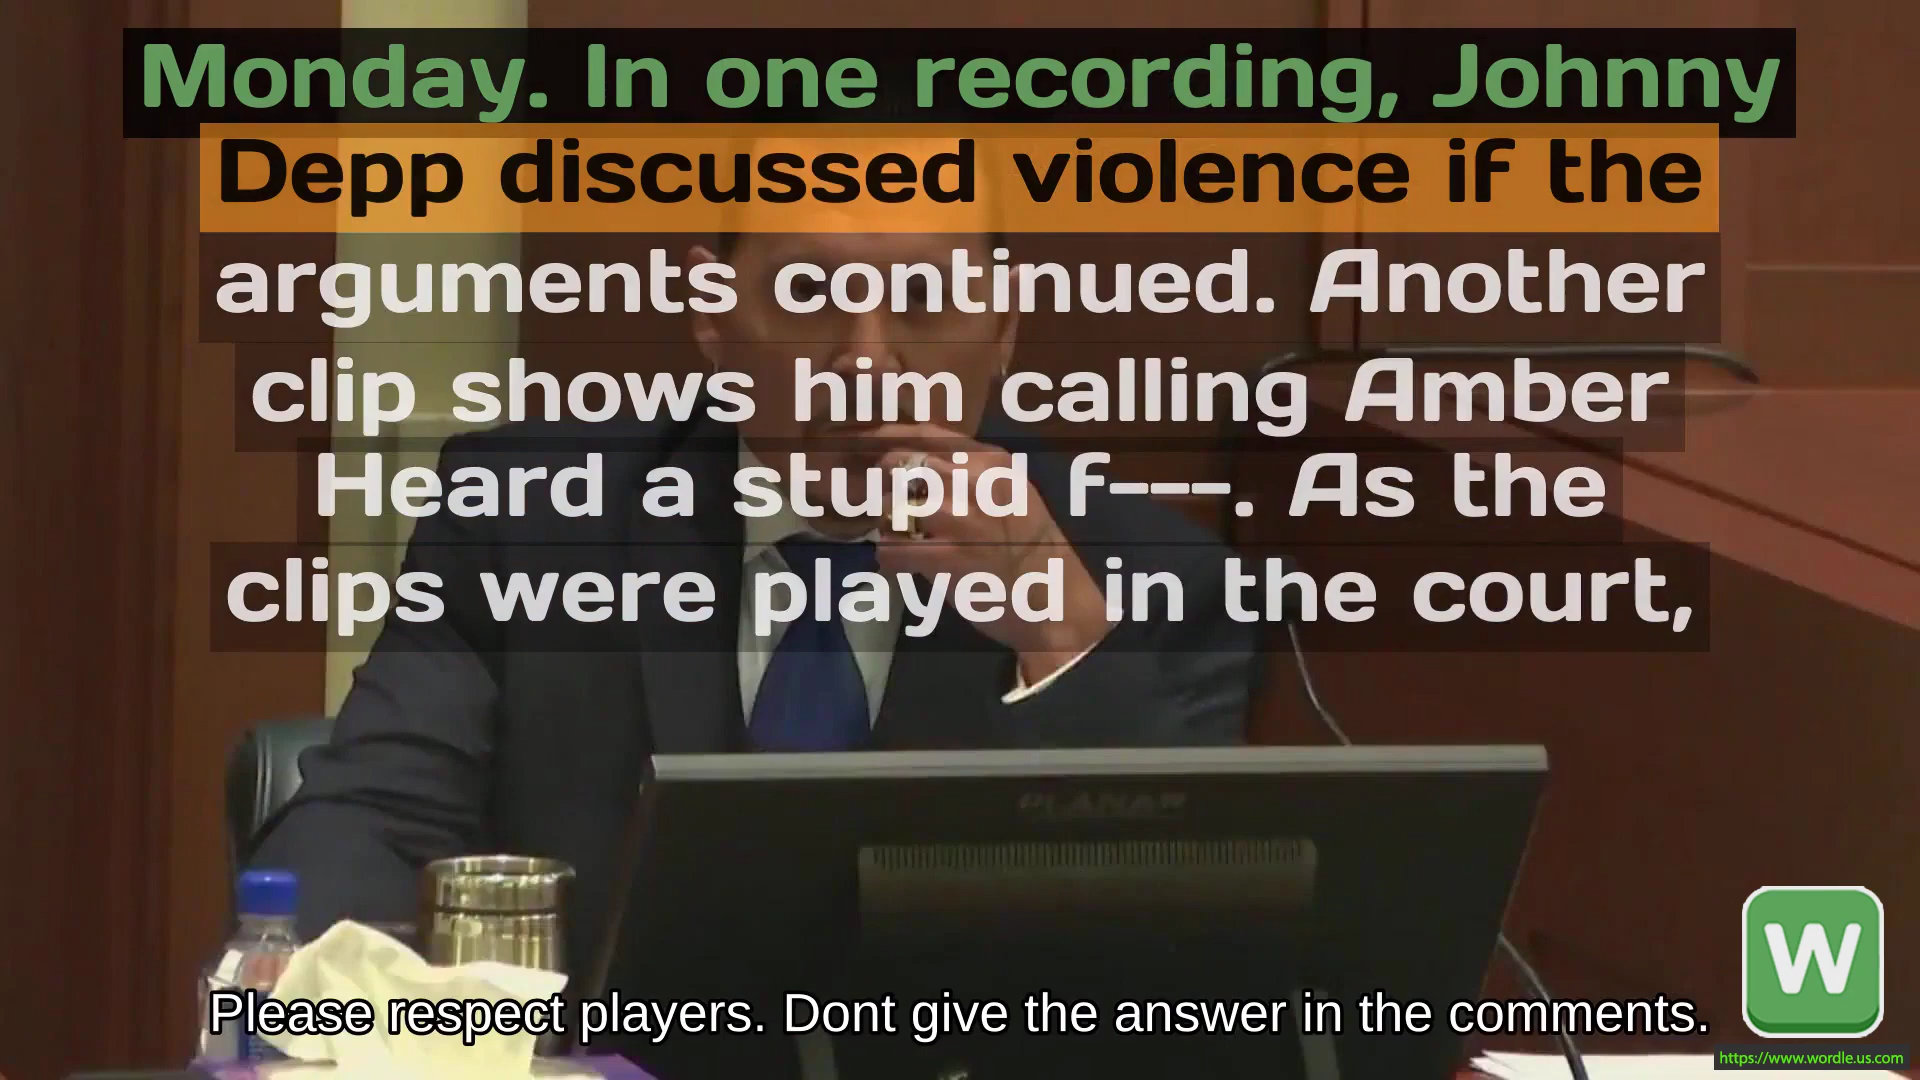 Monday. In one recording, Johnny
Depp discussed violence if the
arguments continued. Another
clip shows him calling Amber
Heard a stupid f---. As the
clips were played in the court,
PLANAR
Please respect players. Dont give the answer in the comments.
W
https://www.wordle.us.com